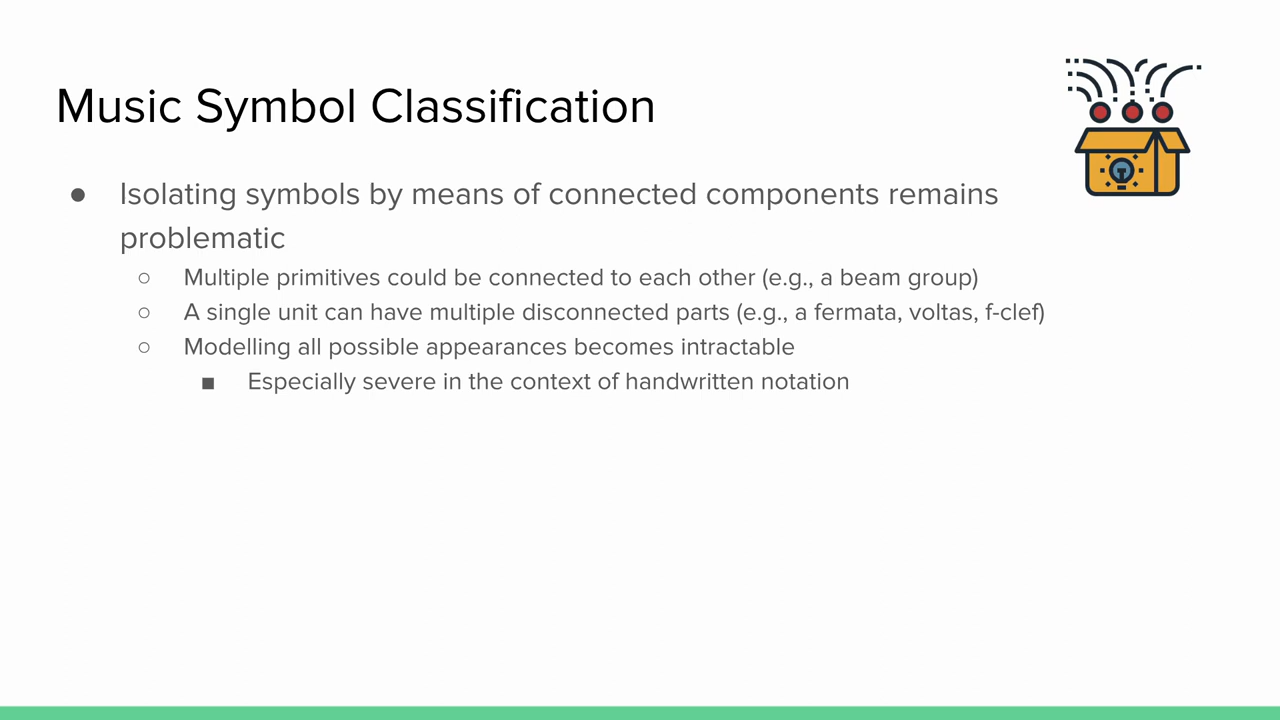 Music Symbol Classification
● Isolating symbols by means of connected components remains
problematic
○ Multiple primitives could be connected to each other (e.g., a beam group)
○ A single unit can have multiple disconnected parts (e.g., a fermata, voltas, f-clef)
○ Modelling all possible appearances becomes intractable
■ Especially severe in the context of handwritten notation